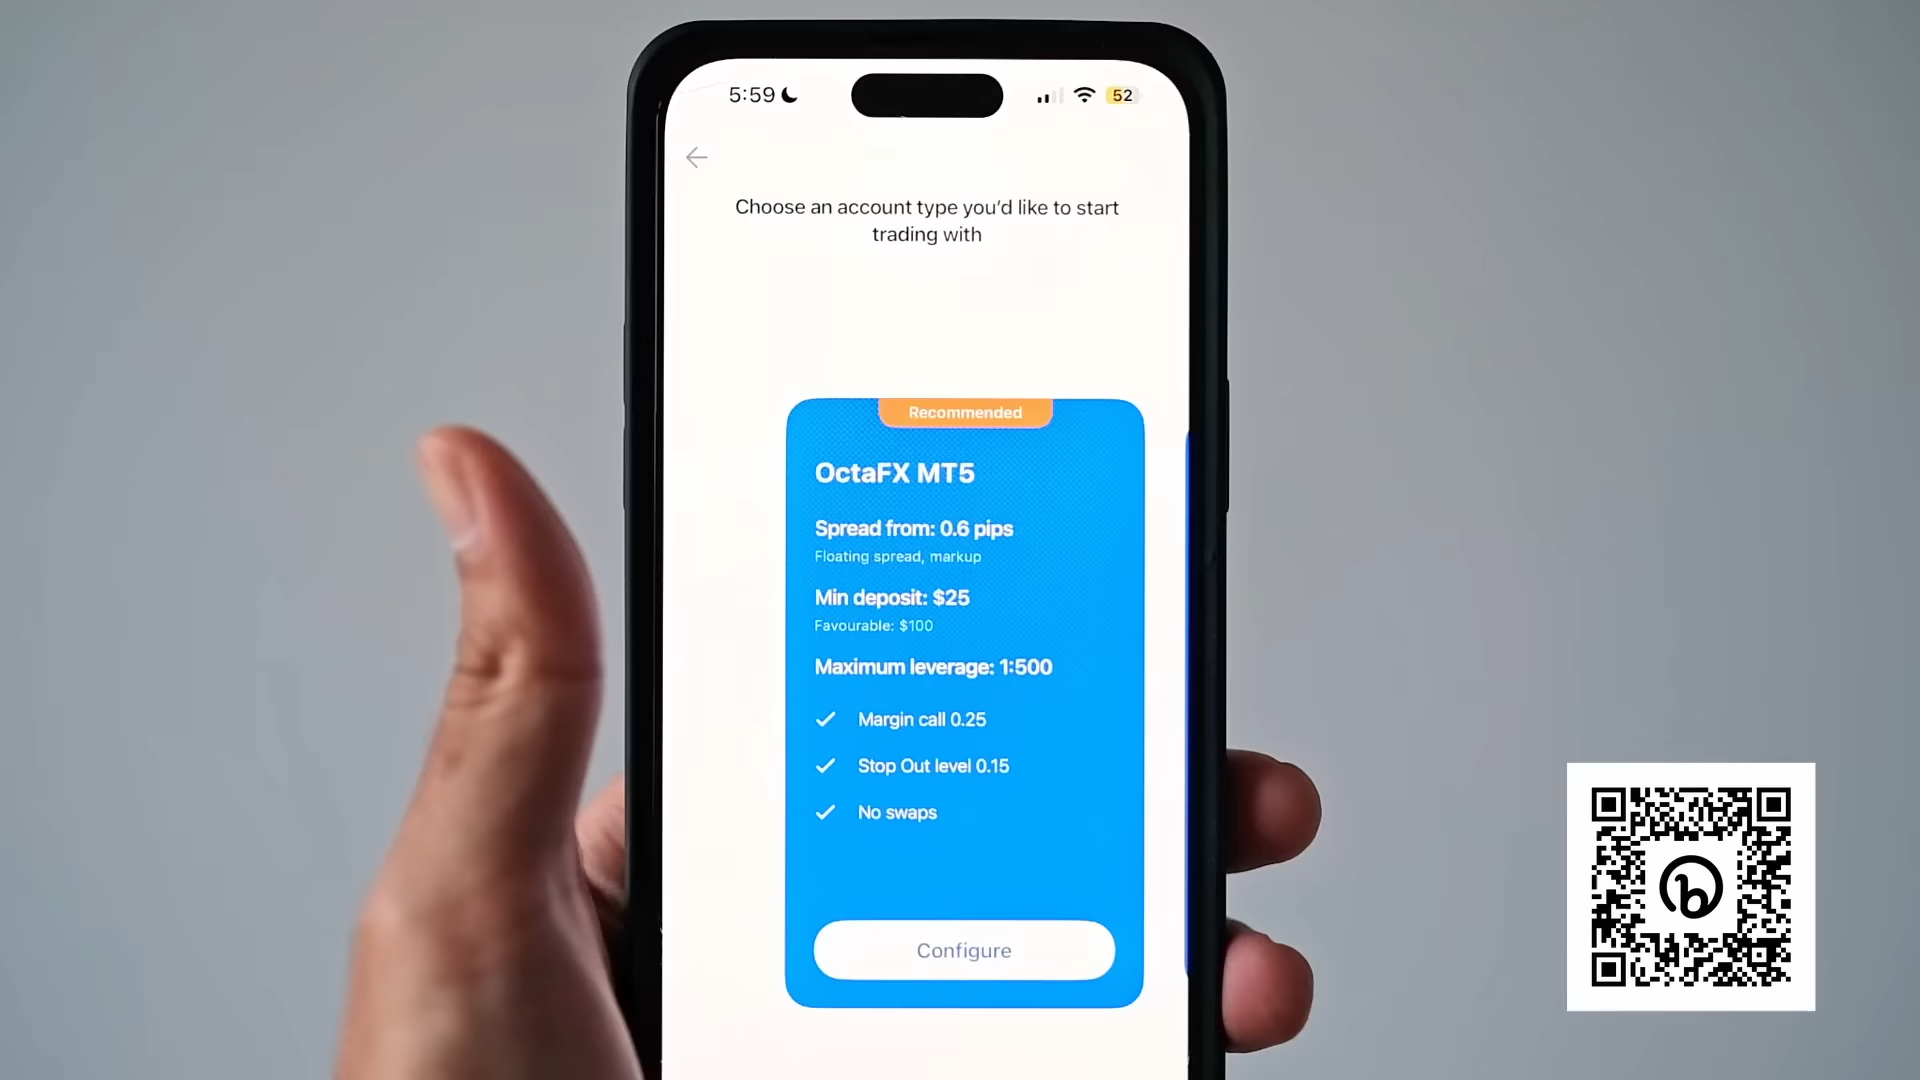 5:59
52
Choose an account type you’d like to start
trading with
Recommended
OctaFX MT5
Spread from: 0.6 pips
Floating spread, markup
Min deposit: $25
Favourable: $100
Maximum leverage: 1:500
Margin call 0.25
Stop Out level 0.15
No swaps
Configure
b